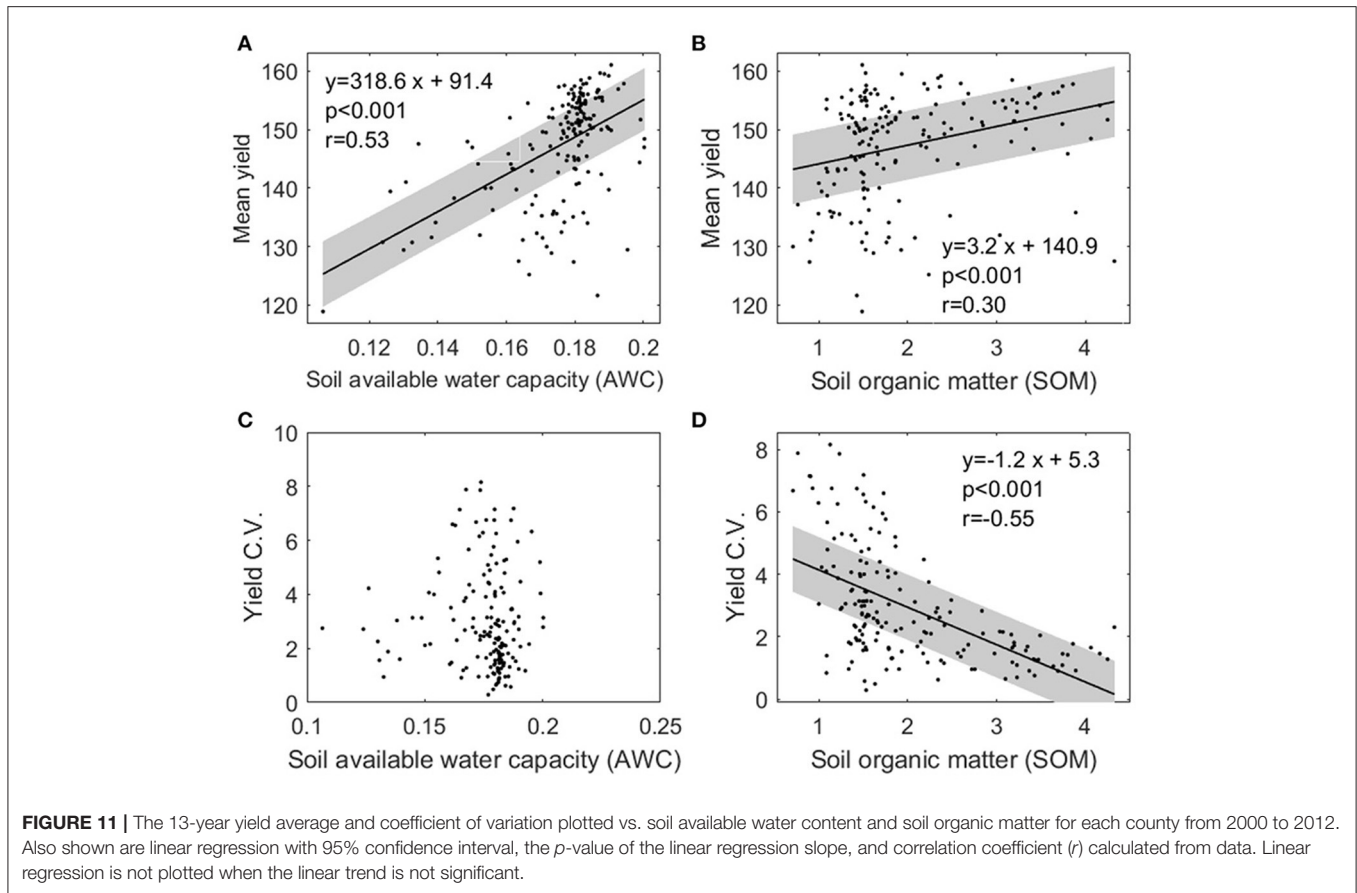 A
y=318.6 x + 91.4
p<0.001
r=0.53
Mean yield
160
150
140
130
120
0.12 0.14 0.16 0.18 0.2
Soil available water capacity (AWC)
B
Mean yield
160
150
140
130
120
y=3.2 x + 140.9
p<0.001
r=0.30
1 2 3 4
Soil organic matter (SOM)
C
Yield C.V.
10
8
6
4
2
0
0.1 0.15 0.2 0.25
Soil available water capacity (AWC)
D
y=-1.2 x + 5.3
p<0.001
r=-0.55
Yield C.V.
8
6
4
2
0
1 2 3 4
Soil organic matter (SOM)
FIGURE 11 | The 13-year yield average and coefficient of variation plotted vs. soil available water content and soil organic matter for each county from 2000 to 2012.
Also shown are linear regression with 95% confidence interval, the p-value of the linear regression slope, and correlation coefficient (r) calculated from data. Linear
regression is not plotted when the linear trend is not significant.